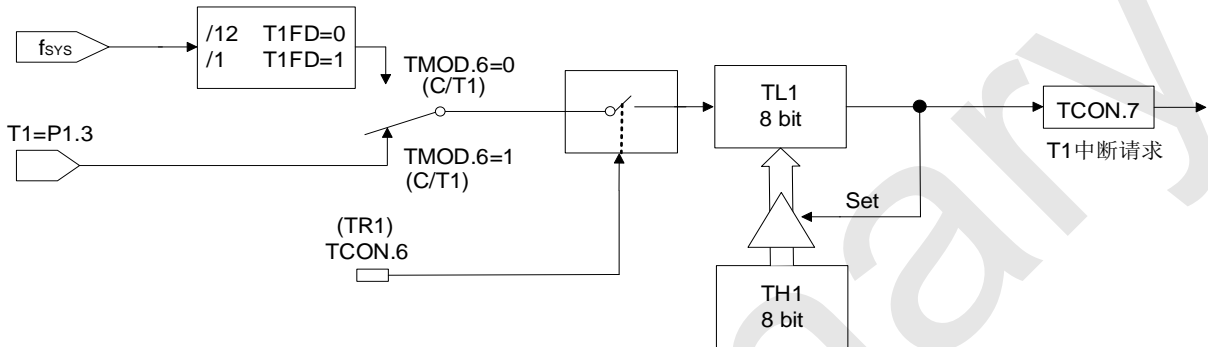 fSYS
/12 T1FD=0
/1 T1FD=1
TMOD.6=0
(C/T1)
T1=P1.3
TMOD.6=1
(C/T1)
(TR1)
TCON.6
TL1
8 bit
Set
TH1
8 bit
TCON.7
T1中断请求